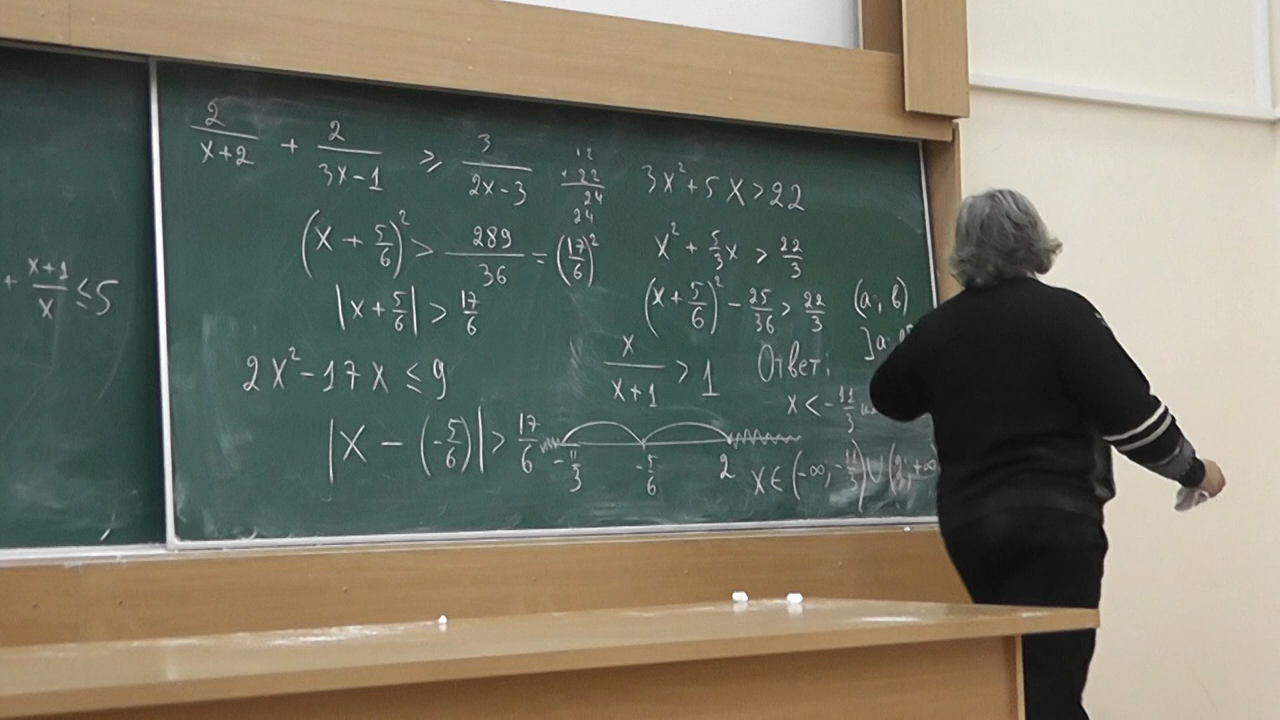 + (x+1)/x ≤ 5
2/(x+2) + 2/(3x-1) ≥ 3/(2x-3)
12
× 22
24
24
3x² + 5x > 22
(x + 5/6)² > 289/36 = (17/6)²
x² + 5/3 x > 22/3
|x + 5/6| > 17/6
(x + 5/6)² - 25/36 > 22/3
(a; b)
]a;
2x² - 17x ≤ 9
x/(x+1) > 1
Ответ:
x < -11/3
|x - (-5/6)| > 17/6
-11/3 -5/6 2
x ∈ (-∞; -11/3) ∪ (2; +∞)